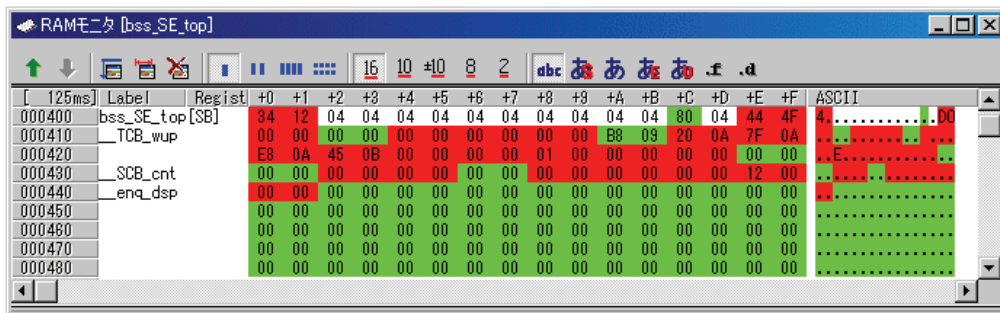 RAMモニタ [bss_SE_top]
16 10 ±10 8 2 abc あS あ あE あD .f .d
[ 125ms] Label Regist +0 +1 +2 +3 +4 +5 +6 +7 +8 +9 +A +B +C +D +E +F ASCII
000400 bss_SE_top[SB] 34 12 04 04 04 04 04 04 04 04 04 04 80 04 44 4F 4.............DO
000410 __TCB_wup 00 00 00 00 00 00 00 00 00 00 B8 09 20 0A 7F 0A ............ ...
000420 E8 0A 45 0B 00 00 00 00 01 00 00 00 00 00 00 00 ..E.............
000430 __SCB_cnt 00 00 00 00 00 00 00 00 00 00 00 00 00 00 12 00 ................
000440 __enq_dsp 00 00 00 00 00 00 00 00 00 00 00 00 00 00 00 00 ................
000450 00 00 00 00 00 00 00 00 00 00 00 00 00 00 00 00 ................
000460 00 00 00 00 00 00 00 00 00 00 00 00 00 00 00 00 ................
000470 00 00 00 00 00 00 00 00 00 00 00 00 00 00 00 00 ................
000480 00 00 00 00 00 00 00 00 00 00 00 00 00 00 00 00 ................